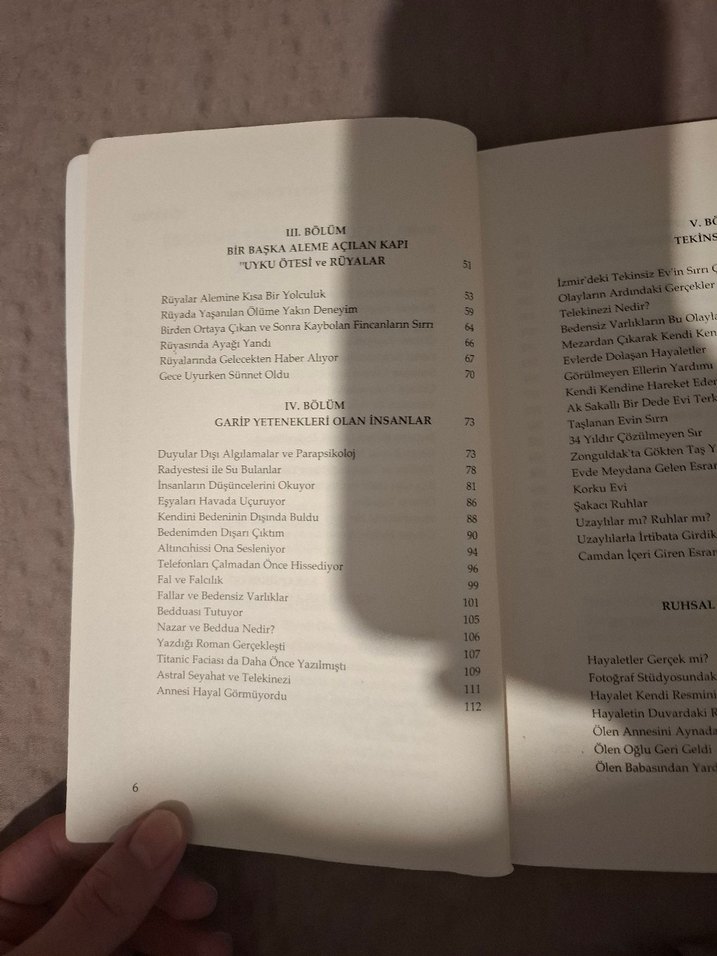 III. BÖLÜM
BİR BAŞKA ALEME AÇILAN KAPI
"UYKU ÖTESİ ve RÜYALAR 51
Rüyalar Alemine Kısa Bir Yolculuk 53
Rüyada Yaşanılan Ölüme Yakın Deneyim 59
Birden Ortaya Çıkan ve Sonra Kaybolan Fincanların Sırrı 64
Rüyasında Ayağı Yandı 66
Rüyalarında Gelecekten Haber Alıyor 67
Gece Uyurken Sünnet Oldu 70
IV. BÖLÜM
GARİP YETENEKLERİ OLAN İNSANLAR 73
Duyular Dışı Algılamalar ve Parapsikoloj 73
Radyestesi ile Su Bulanlar 78
İnsanların Düşüncelerini Okuyor 81
Eşyaları Havada Uçuruyor 86
Kendini Bedeninin Dışında Buldu 88
Bedenimden Dışarı Çıktım 90
Altıncıhissi Ona Sesleniyor 94
Telefonları Çalmadan Önce Hissediyor 96
Fal ve Falcılık 99
Fallar ve Bedensiz Varlıklar 101
Bedduası Tutuyor 105
Nazar ve Beddua Nedir? 106
Yazdığı Roman Gerçekleşti 107
Titanic Faciası da Daha Önce Yazılmıştı 109
Astral Seyahat ve Telekinezi 111
Annesi Hayal Görmüyordu 112
6
V. BÖ
TEKİNS
İzmir'deki Tekinsiz Ev'in Sırrı Ç
Olayların Ardındaki Gerçekler
Telekinezi Nedir?
Bedensiz Varlıkların Bu Olayla
Mezardan Çıkarak Kendi Ken
Evlerde Dolaşan Hayaletler
Görülmeyen Ellerin Yardımı
Kendi Kendine Hareket Eder
Ak Sakallı Bir Dede Evi Terk
Taşlanan Evin Sırrı
34 Yıldır Çözülmeyen Sır
Zonguldak'ta Gökten Taş Y
Evde Meydana Gelen Esrar
Korku Evi
Şakacı Ruhlar
Uzaylılar mı? Ruhlar mı?
Uzaylılarla İrtibata Girdik
Camdan İçeri Giren Esrar
RUHSAL
Hayaletler Gerçek mi?
Fotoğraf Stüdyosundak
Hayalet Kendi Resmini
Hayaletin Duvardaki R
Ölen Annesini Aynada
Ölen Oğlu Geri Geldi
Ölen Babasından Yard